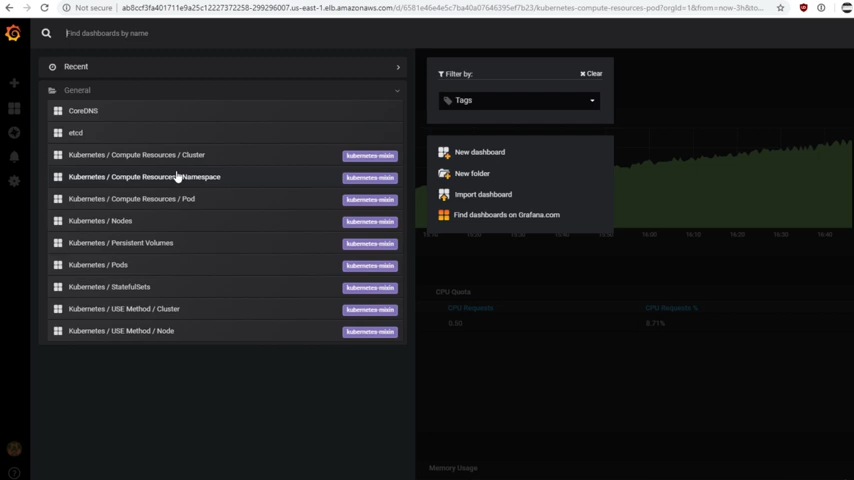 Not secure | ab8ccf3fa401711e9a25c12227372258-299296007.us-east-1.elb.amazonaws.com/d/6581e46e4e5c7ba40a07646395ef7b23/kubernetes-compute-resources-pod?orgId=1&from=now-3h&to...
Find dashboards by name
Recent
General
CoreDNS
etcd
Kubernetes / Compute Resources / Cluster kubernetes-mixin
Kubernetes / Compute Resources / Namespace kubernetes-mixin
Kubernetes / Compute Resources / Pod kubernetes-mixin
Kubernetes / Nodes kubernetes-mixin
Kubernetes / Persistent Volumes kubernetes-mixin
Kubernetes / Pods kubernetes-mixin
Kubernetes / StatefulSets kubernetes-mixin
Kubernetes / USE Method / Cluster kubernetes-mixin
Kubernetes / USE Method / Node kubernetes-mixin
Filter by: Clear
Tags
New dashboard
New folder
Import dashboard
Find dashboards on Grafana.com
16:00 16:10 16:20 16:30 16:40
CPU Quota
CPU Requests CPU Requests %
0.50 8.71%
Memory Usage